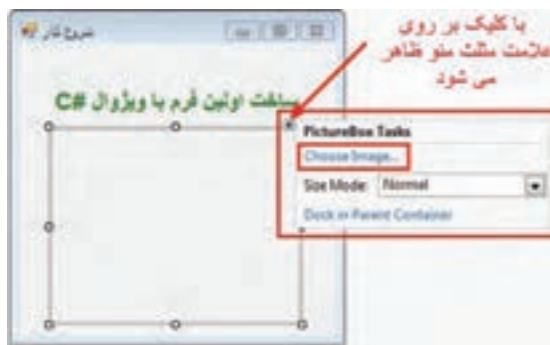 شروع کار
ساخت اولین فرم با ویژوال C#
با کلیک بر روی
علامت مثلث منو ظاهر
می شود
PictureBox Tasks
Choose Image...
Size Mode: Normal
Dock in Parent Container